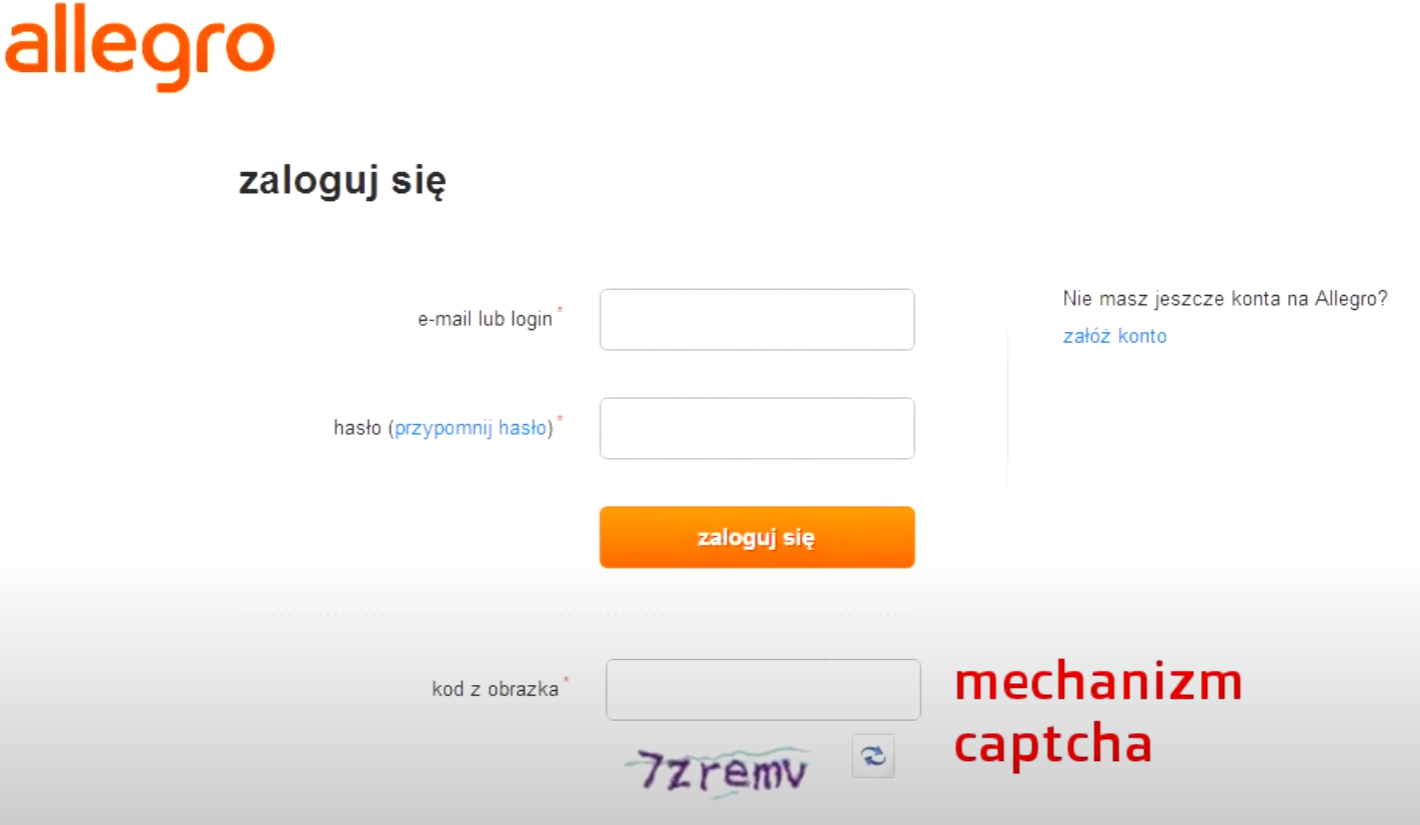 allegro
zaloguj się
e-mail lub login *
Nie masz jeszcze konta na Allegro?
załóż konto
hasło (przypomnij hasło) *
zaloguj się
kod z obrazka *
mechanizm
captcha
7zremv